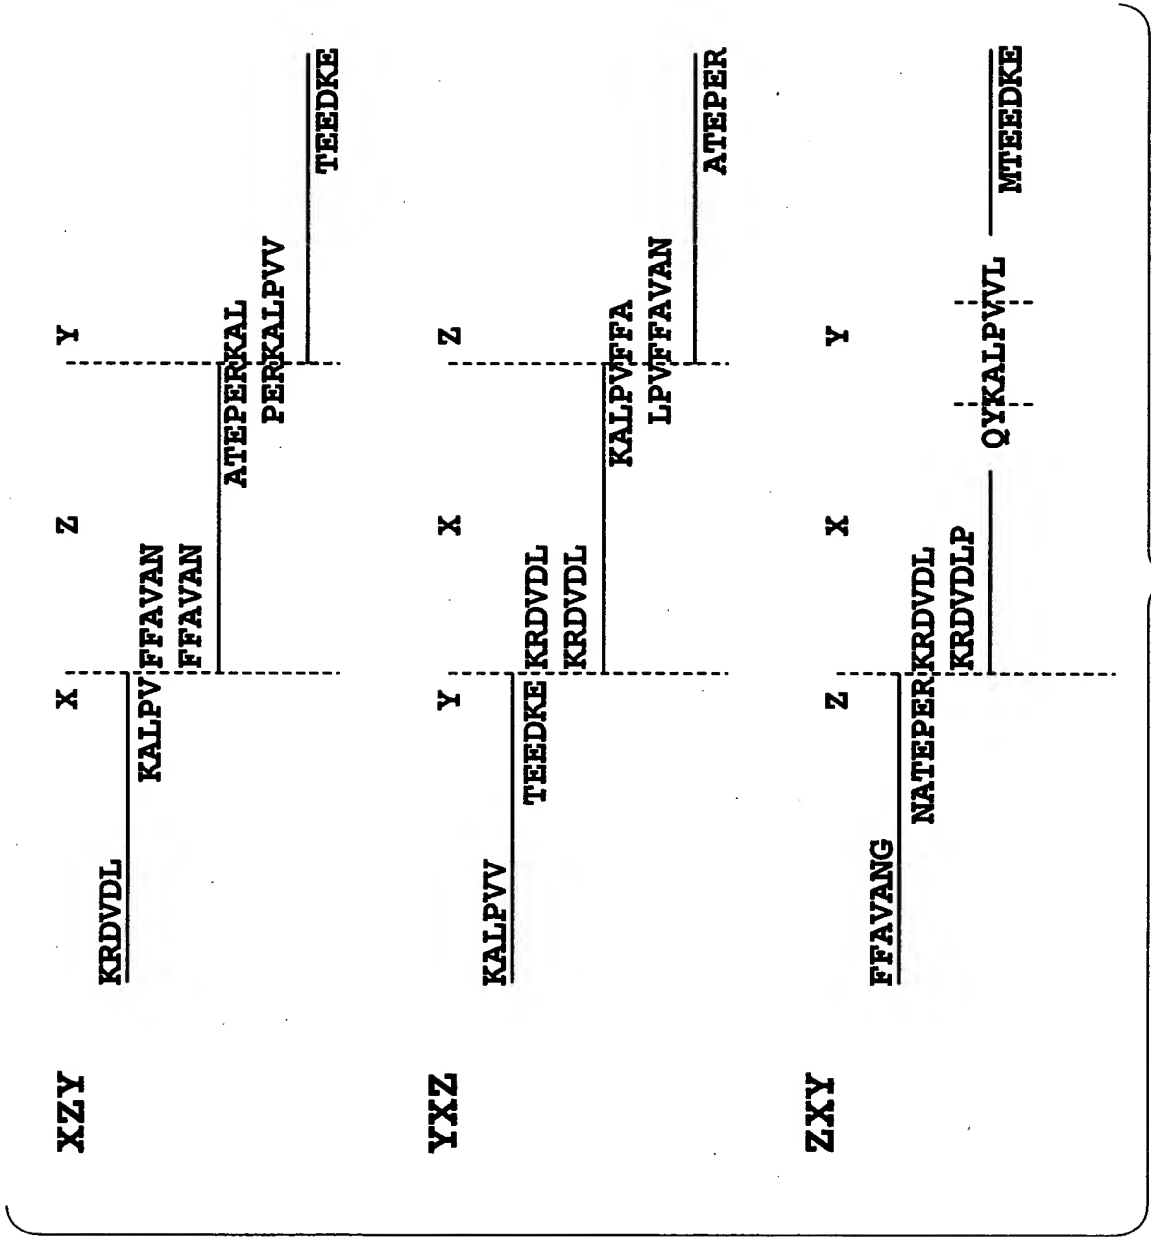 XZY
X Z Y
KRDVDL
KALPV FFAVAN
FFAVAN
ATEPERKAL
PERKALPVV
TEEDKE
YXZ
Y X Z
KALPVV
TEEDKE KRDVDL
KRDVDL
KALPVFFA
LPVFFAVAN
ATEPER
ZXY
Z X Y
FFAVANG
NATEPER KRDVDL
KRDVDLP
QYKALPVVL
MTEEDKE